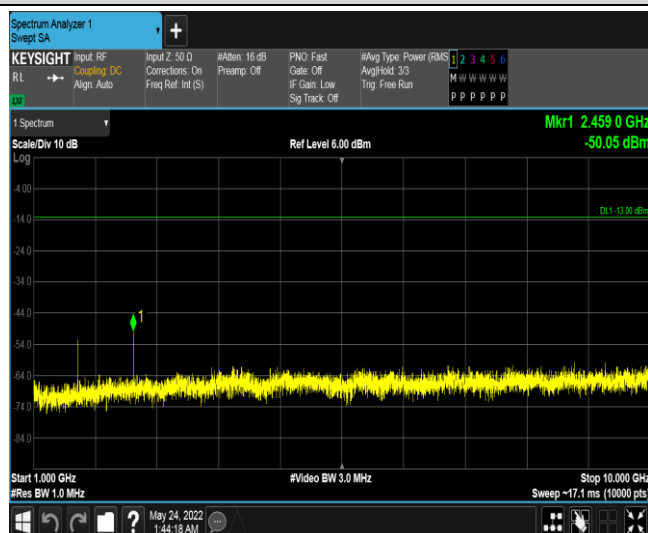 Spectrum Analyzer 1
Swept SA
KEYSIGHT
RL
Input: RF
Coupling: DC
Align: Auto
Input Z: 50 Ω
Corrections: On
Freq Ref: Int (S)
#Atten: 16 dB
Preamp: Off
PNO: Fast
Gate: Off
IF Gain: Low
Sig Track: Off
#Avg Type: Power (RMS
Avg|Hold: 3/3
Trig: Free Run
1 2 3 4 5 6
M W W W W W
P P P P P P
1 Spectrum
Scale/Div 10 dB
Ref Level 6.00 dBm
Mkr1 2.459 0 GHz
-50.05 dBm
Log
-4.00
DL1 -13.00 dBm
-14.0
-24.0
-34.0
-44.0
1
-54.0
-64.0
-74.0
-84.0
Start 1.000 GHz
#Video BW 3.0 MHz
Stop 10.000 GHz
#Res BW 1.0 MHz
Sweep ~17.1 ms (10000 pts)
?
May 24, 2022
1:44:18 AM